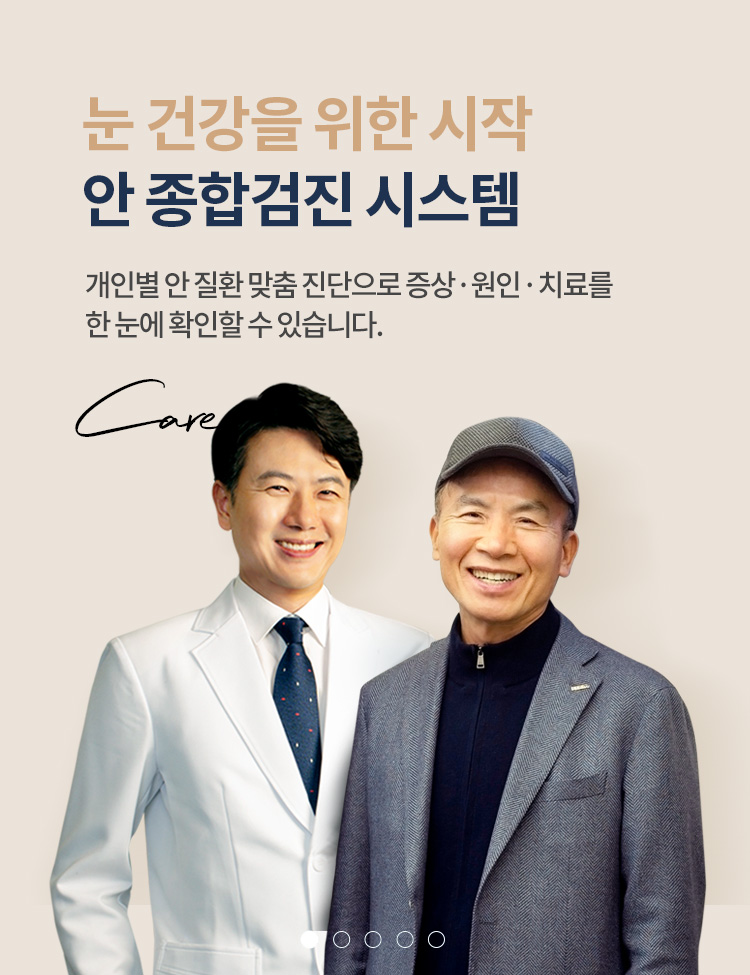 눈 건강을 위한 시작
안 종합검진 시스템
개인별 안 질환 맞춤 진단으로 증상 · 원인 · 치료를
한 눈에 확인할 수 있습니다.
Care